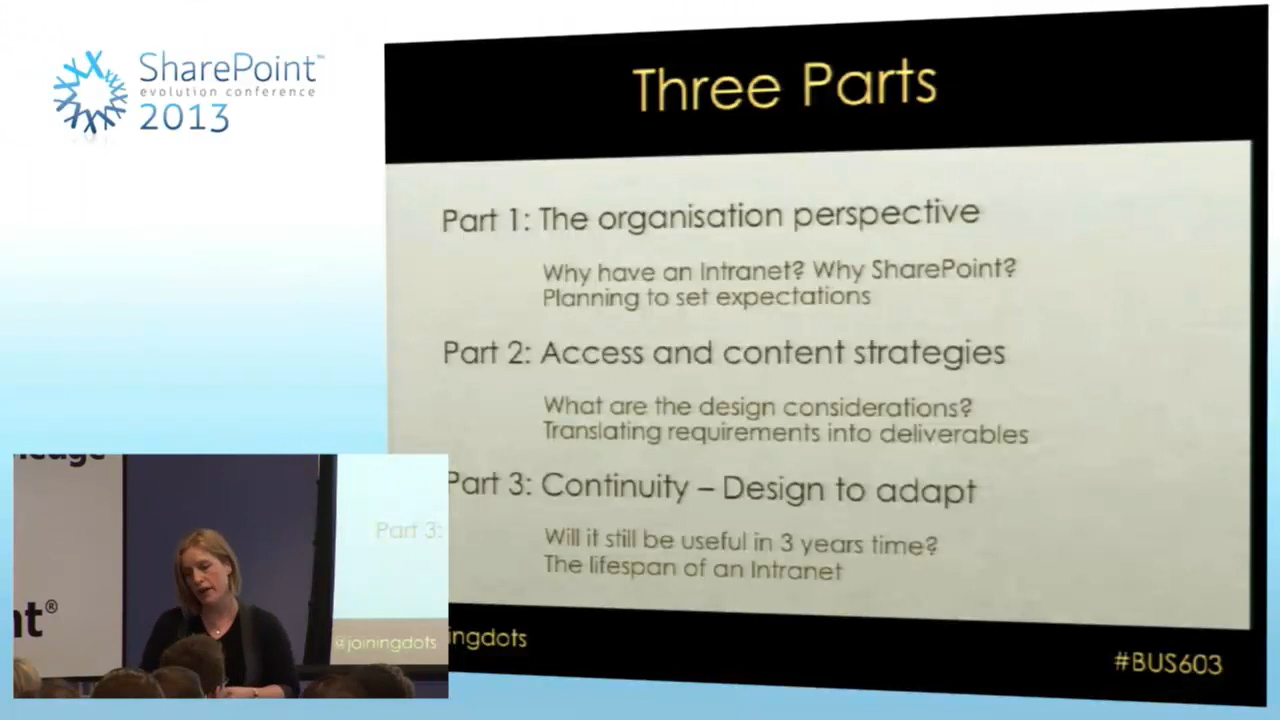 SharePoint™
evolution conference
2013
Three Parts
Part 1: The organisation perspective
Why have an Intranet? Why SharePoint?
Planning to set expectations
Part 2: Access and content strategies
What are the design considerations?
Translating requirements into deliverables
Part 3: Continuity – Design to adapt
Will it still be useful in 3 years time?
The lifespan of an Intranet
ingdots
#BUS603
Part 3:
@joiningdots